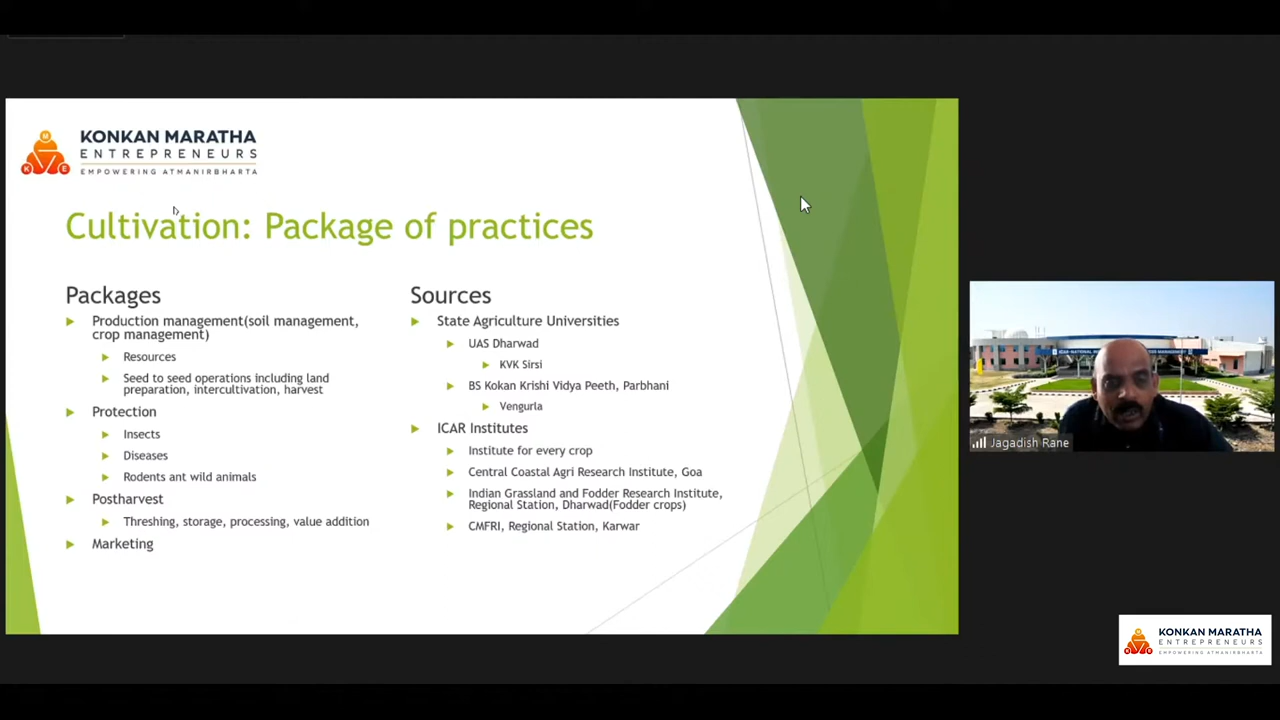 KONKAN MARATHA
ENTREPRENEURS
EMPOWERING ATMANIRBHARTA
M
K
E
Cultivation: Package of practices
Packages
Production management(soil management,
crop management)
Resources
Seed to seed operations including land
preparation, intercultivation, harvest
Protection
Insects
Diseases
Rodents ant wild animals
Postharvest
Threshing, storage, processing, value addition
Marketing
Sources
State Agriculture Universities
UAS Dharwad
KVK Sirsi
BS Kokan Krishi Vidya Peeth, Parbhani
Vengurla
ICAR Institutes
Institute for every crop
Central Coastal Agri Research Institute, Goa
Indian Grassland and Fodder Research Institute,
Regional Station, Dharwad(Fodder crops)
CMFRI, Regional Station, Karwar
Jagadish Rane
KONKAN MARATHA
ENTREPRENEURS
EMPOWERING ATMANIRBHARTA